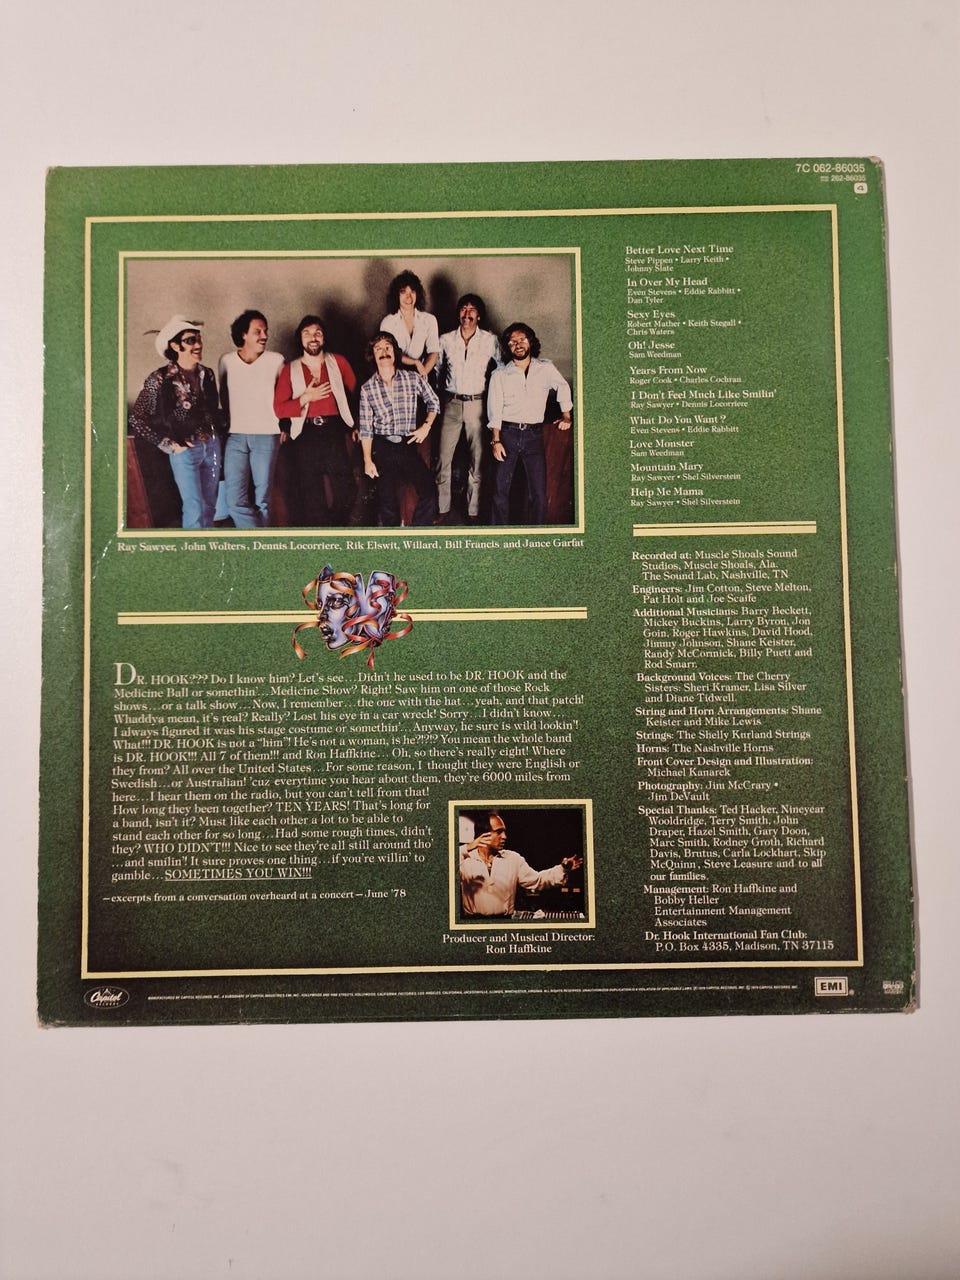 7C 062-86035
262-86035
4
Better Love Next Time
Steve Pippen • Larry Keith •
Johnny Slate
In Over My Head
Even Stevens • Eddie Rabbitt •
Dan Tyler
Sexy Eyes
Robert Mather • Keith Stegall •
Chris Waters
Oh! Jesse
Sam Weedman
Years From Now
Roger Cook • Charles Cochran
I Don't Feel Much Like Smilin'
Ray Sawyer • Dennis Locorriere
What Do You Want ?
Even Stevens • Eddie Rabbitt
Love Monster
Sam Weedman
Mountain Mary
Ray Sawyer • Shel Silverstein
Help Me Mama
Ray Sawyer • Shel Silverstein
Ray Sawyer, John Wolters, Dennis Locorriere, Rik Elswit, Willard, Bill Francis and Jance Garfat
DR. HOOK??? Do I know him? Let's see...Didn't he used to be DR. HOOK and the
Medicine Ball or somethin'...Medicine Show? Right! Saw him on one of those Rock
shows...or a talk show...Now, I remember...the one with the hat...yeah, and that patch!
Whaddya mean, it's real? Really? Lost his eye in a car wreck! Sorry...I didn't know...
I always figured it was his stage costume or somethin'...Anyway, he sure is wild lookin'!
What!!! DR. HOOK is not a "him"! He's not a woman, is he?!?!? You mean the whole band
is DR. HOOK!!! All 7 of them!!! and Ron Haffkine...Oh, so there's really eight! Where
they from? All over the United States...For some reason, I thought they were English or
Swedish...or Australian! 'cuz everytime you hear about them, they're 6000 miles from
here...I hear them on the radio, but you can't tell from that!
How long they been together? TEN YEARS! That's long for
a band, isn't it? Must like each other a lot to be able to
stand each other for so long...Had some rough times, didn't
they? WHO DIDN'T!!! Nice to see they're all still around tho'
...and smilin'! It sure proves one thing...if you're willin' to
gamble...SOMETIMES YOU WIN!!!
—excerpts from a conversation overheard at a concert—June '78
Producer and Musical Director:
Ron Haffkine
Recorded at: Muscle Shoals Sound
Studios, Muscle Shoals, Ala.
The Sound Lab, Nashville, TN
Engineers: Jim Cotton, Steve Melton,
Pat Holt and Joe Scaife
Additional Musicians: Barry Beckett,
Mickey Buckins, Larry Byron, Jon
Goin, Roger Hawkins, David Hood,
Jimmy Johnson, Shane Keister,
Randy McCormick, Billy Puett and
Rod Smarr.
Background Voices: The Cherry
Sisters: Sheri Kramer, Lisa Silver
and Diane Tidwell.
String and Horn Arrangements: Shane
Keister and Mike Lewis
Strings: The Shelly Kurland Strings
Horns: The Nashville Horns
Front Cover Design and Illustration:
Michael Kanarek
Photography: Jim McCrary •
Jim DeVault
Special Thanks: Ted Hacker, Nineyear
Wooldridge, Terry Smith, John
Draper, Hazel Smith, Gary Doon,
Marc Smith, Rodney Groth, Richard
Davis, Brutus, Carla Lockhart, Skip
McQuinn, Steve Leasure and to all
our families.
Management: Ron Haffkine and
Bobby Heller
Entertainment Management
Associates
Dr. Hook International Fan Club:
P.O. Box 4335, Madison, TN 37115
Capitol
RECORDS
MANUFACTURED BY CAPITOL RECORDS, INC., A SUBSIDIARY OF CAPITOL INDUSTRIES-EMI, INC.
EMI